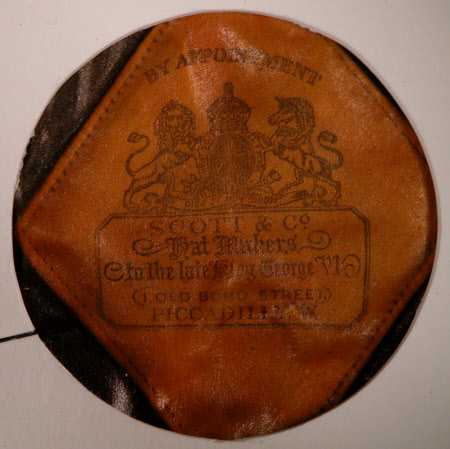 BY APPOINTMENT
SCOTT & Co
Hat Makers
to the late King George VI
1. OLD BOND STREET,
PICCADILLY. W.